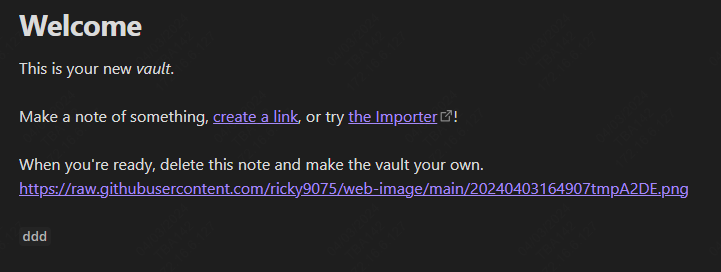 Welcome
This is your new vault.
Make a note of something, create a link, or try the Importer!
When you're ready, delete this note and make the vault your own.
https://raw.githubusercontent.com/ricky9075/web-image/main/20240403164907tmpA2DE.png
ddd